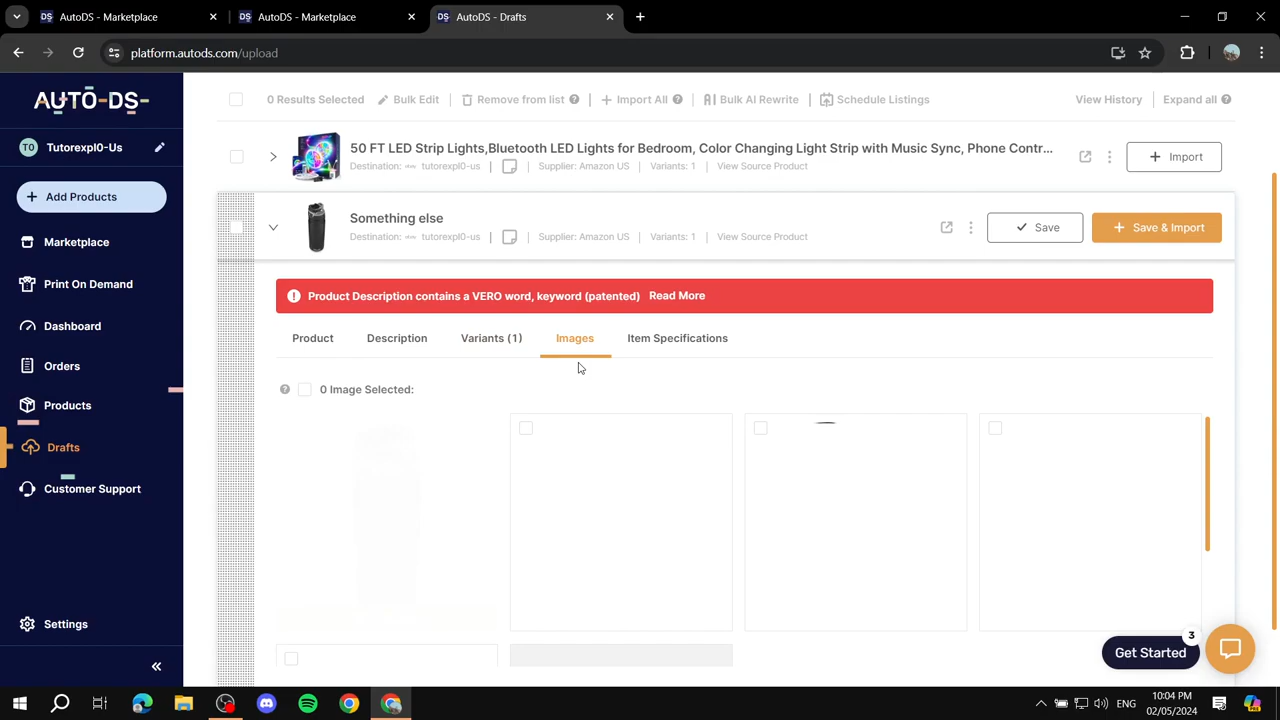 AutoDS - Marketplace
AutoDS - Marketplace
AutoDS - Drafts
platform.autods.com/upload
AUTO-DS
TO
Tutorexpl0-Us
Add Products
Marketplace
Print On Demand
Dashboard
Orders
Products
Drafts
Customer Support
Settings
0 Results Selected
Bulk Edit
Remove from list
Import All
AI Bulk AI Rewrite
Schedule Listings
View History
Expand all
50 FT LED Strip Lights,Bluetooth LED Lights for Bedroom, Color Changing Light Strip with Music Sync, Phone Contr...
Destination: ebay tutorexpl0-us
Supplier: Amazon US
Variants: 1
View Source Product
Import
Something else
Destination: ebay tutorexpl0-us
Supplier: Amazon US
Variants: 1
View Source Product
Save
Save & Import
Product Description contains a VERO word, keyword (patented) Read More
Product
Description
Variants (1)
Images
Item Specifications
0 Image Selected:
3
Get Started
ENG
10:04 PM
02/05/2024